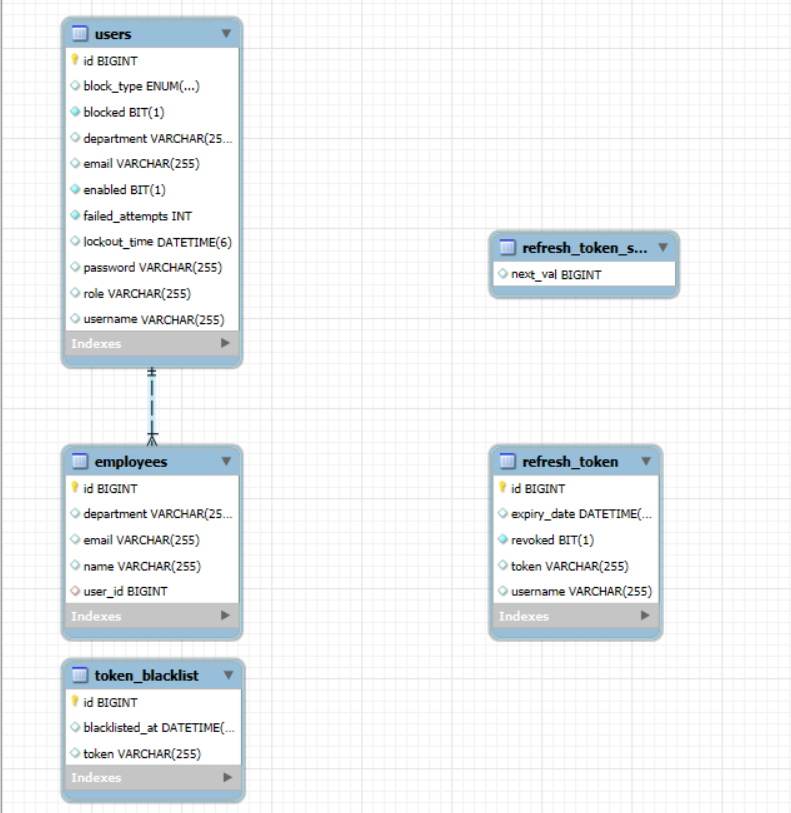 users
id BIGINT
block_type ENUM(...)
blocked BIT(1)
department VARCHAR(25...
email VARCHAR(255)
enabled BIT(1)
failed_attempts INT
lockout_time DATETIME(6)
password VARCHAR(255)
role VARCHAR(255)
username VARCHAR(255)
Indexes
refresh_token_s...
next_val BIGINT
employees
id BIGINT
department VARCHAR(25...
email VARCHAR(255)
name VARCHAR(255)
user_id BIGINT
Indexes
refresh_token
id BIGINT
expiry_date DATETIME(...
revoked BIT(1)
token VARCHAR(255)
username VARCHAR(255)
Indexes
token_blacklist
id BIGINT
blacklisted_at DATETIME(...
token VARCHAR(255)
Indexes